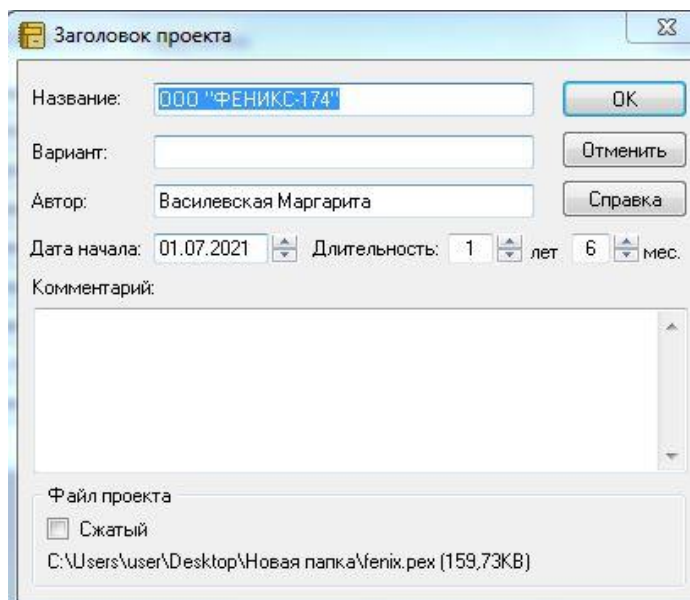 Заголовок проекта
Название: ООО "ФЕНИКС-174" OK
Вариант: Отменить
Автор: Василевская Маргарита Справка
Дата начала: 01.07.2021 Длительность: 1 лет 6 мес.
Комментарий:
Файл проекта
Сжатый
C:\Users\user\Desktop\Новая папка\fenix.pex (159,73KB)